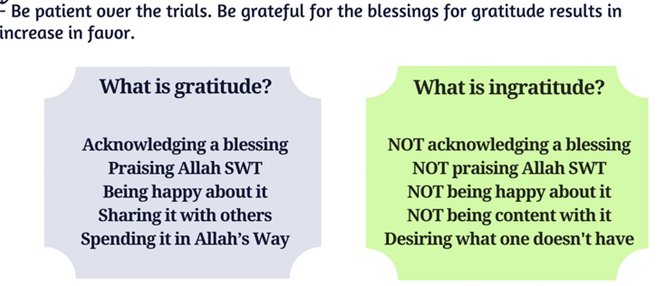 - Be patient over the trials. Be grateful for the blessings for gratitude results in
increase in favor.
What is gratitude?
Acknowledging a blessing
Praising Allah SWT
Being happy about it
Sharing it with others
Spending it in Allah’s Way
What is ingratitude?
NOT acknowledging a blessing
NOT praising Allah SWT
NOT being happy about it
NOT being content with it
Desiring what one doesn't have